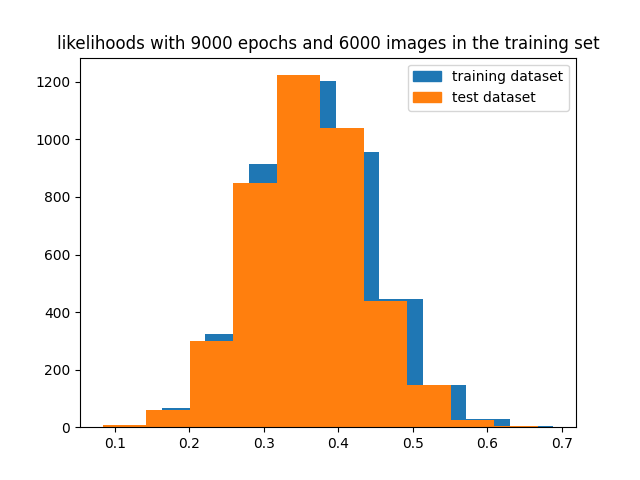 likelihoods with 9000 epochs and 6000 images in the training set
training dataset
test dataset
1200
1000
800
600
400
200
0
0.1 0.2 0.3 0.4 0.5 0.6 0.7